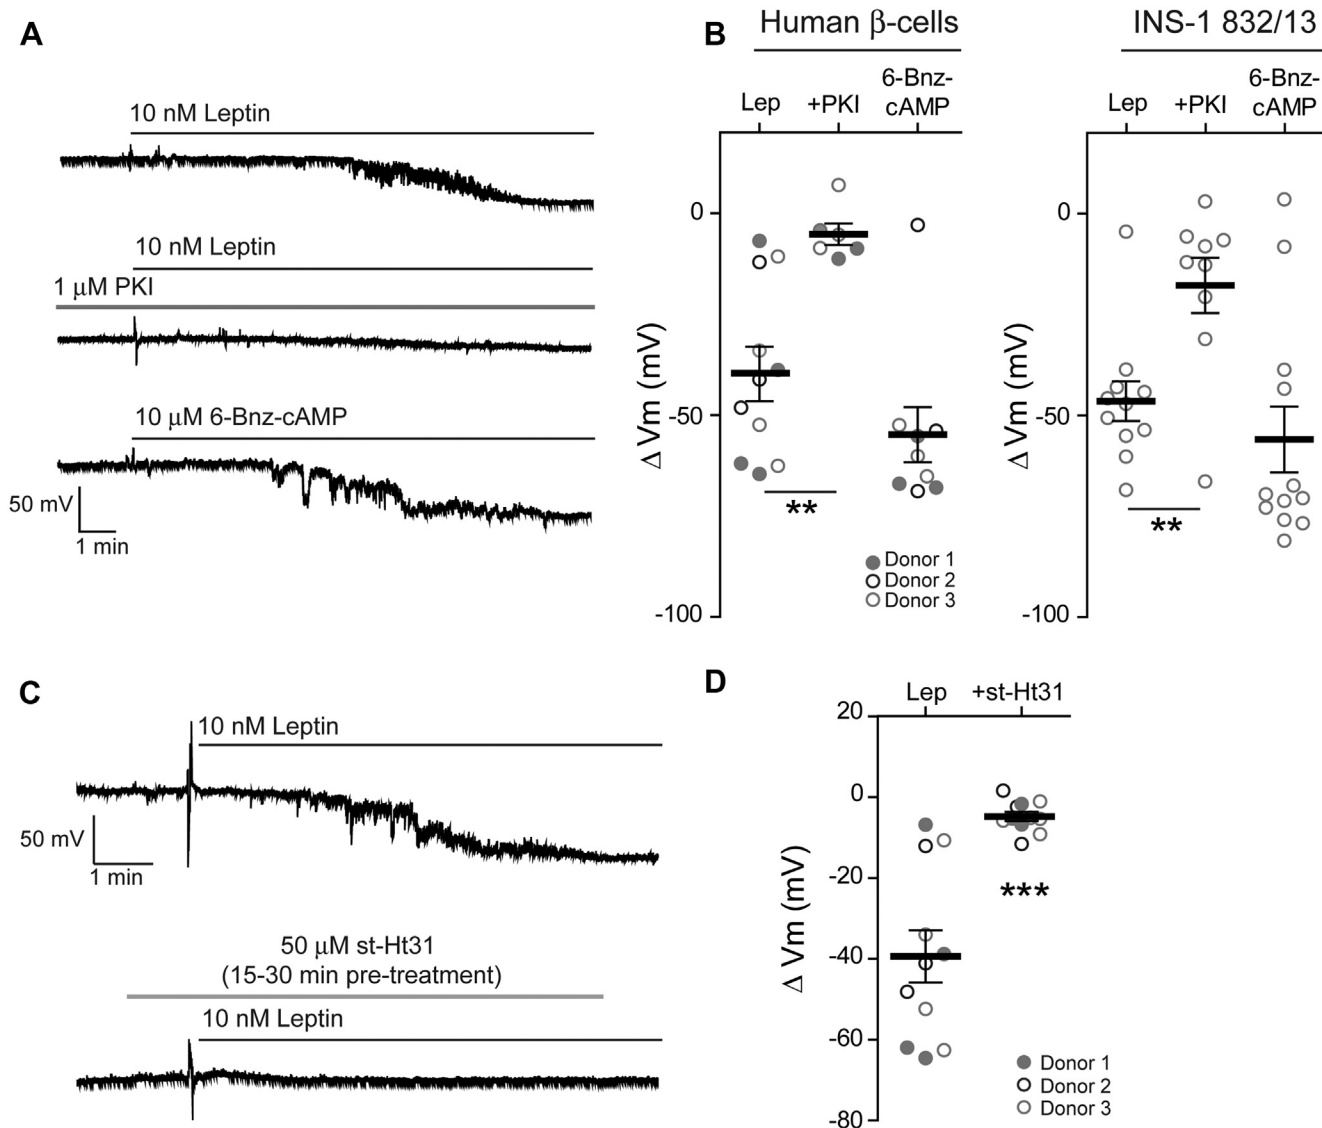 A
10 nM Leptin
10 nM Leptin
1 μM PKI
10 μM 6-Bnz-cAMP
50 mV
1 min
B
Human β-cells
Lep
+PKI
6-Bnz-
cAMP
0
-50
-100
Δ Vm (mV)
**
Donor 1
Donor 2
Donor 3
INS-1 832/13
Lep
+PKI
6-Bnz-
cAMP
0
-50
-100
Δ Vm (mV)
**
C
10 nM Leptin
50 mV
1 min
50 μM st-Ht31
(15-30 min pre-treatment)
10 nM Leptin
D
Lep
+st-Ht31
20
0
-20
-40
-60
-80
Δ Vm (mV)
***
Donor 1
Donor 2
Donor 3